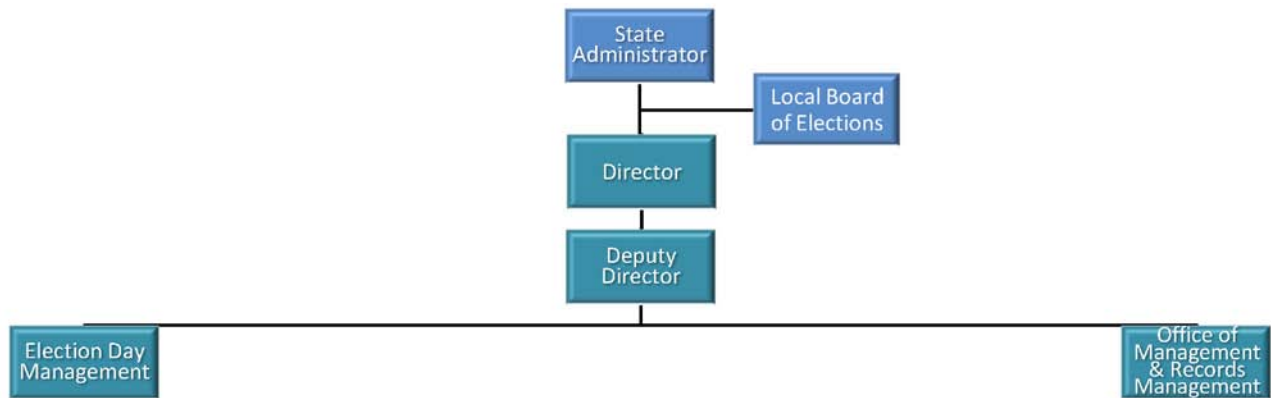 State
Administrator
Local Board
of Elections
Director
Deputy
Director
Election Day
Management
Office of
Management
& Records
Management